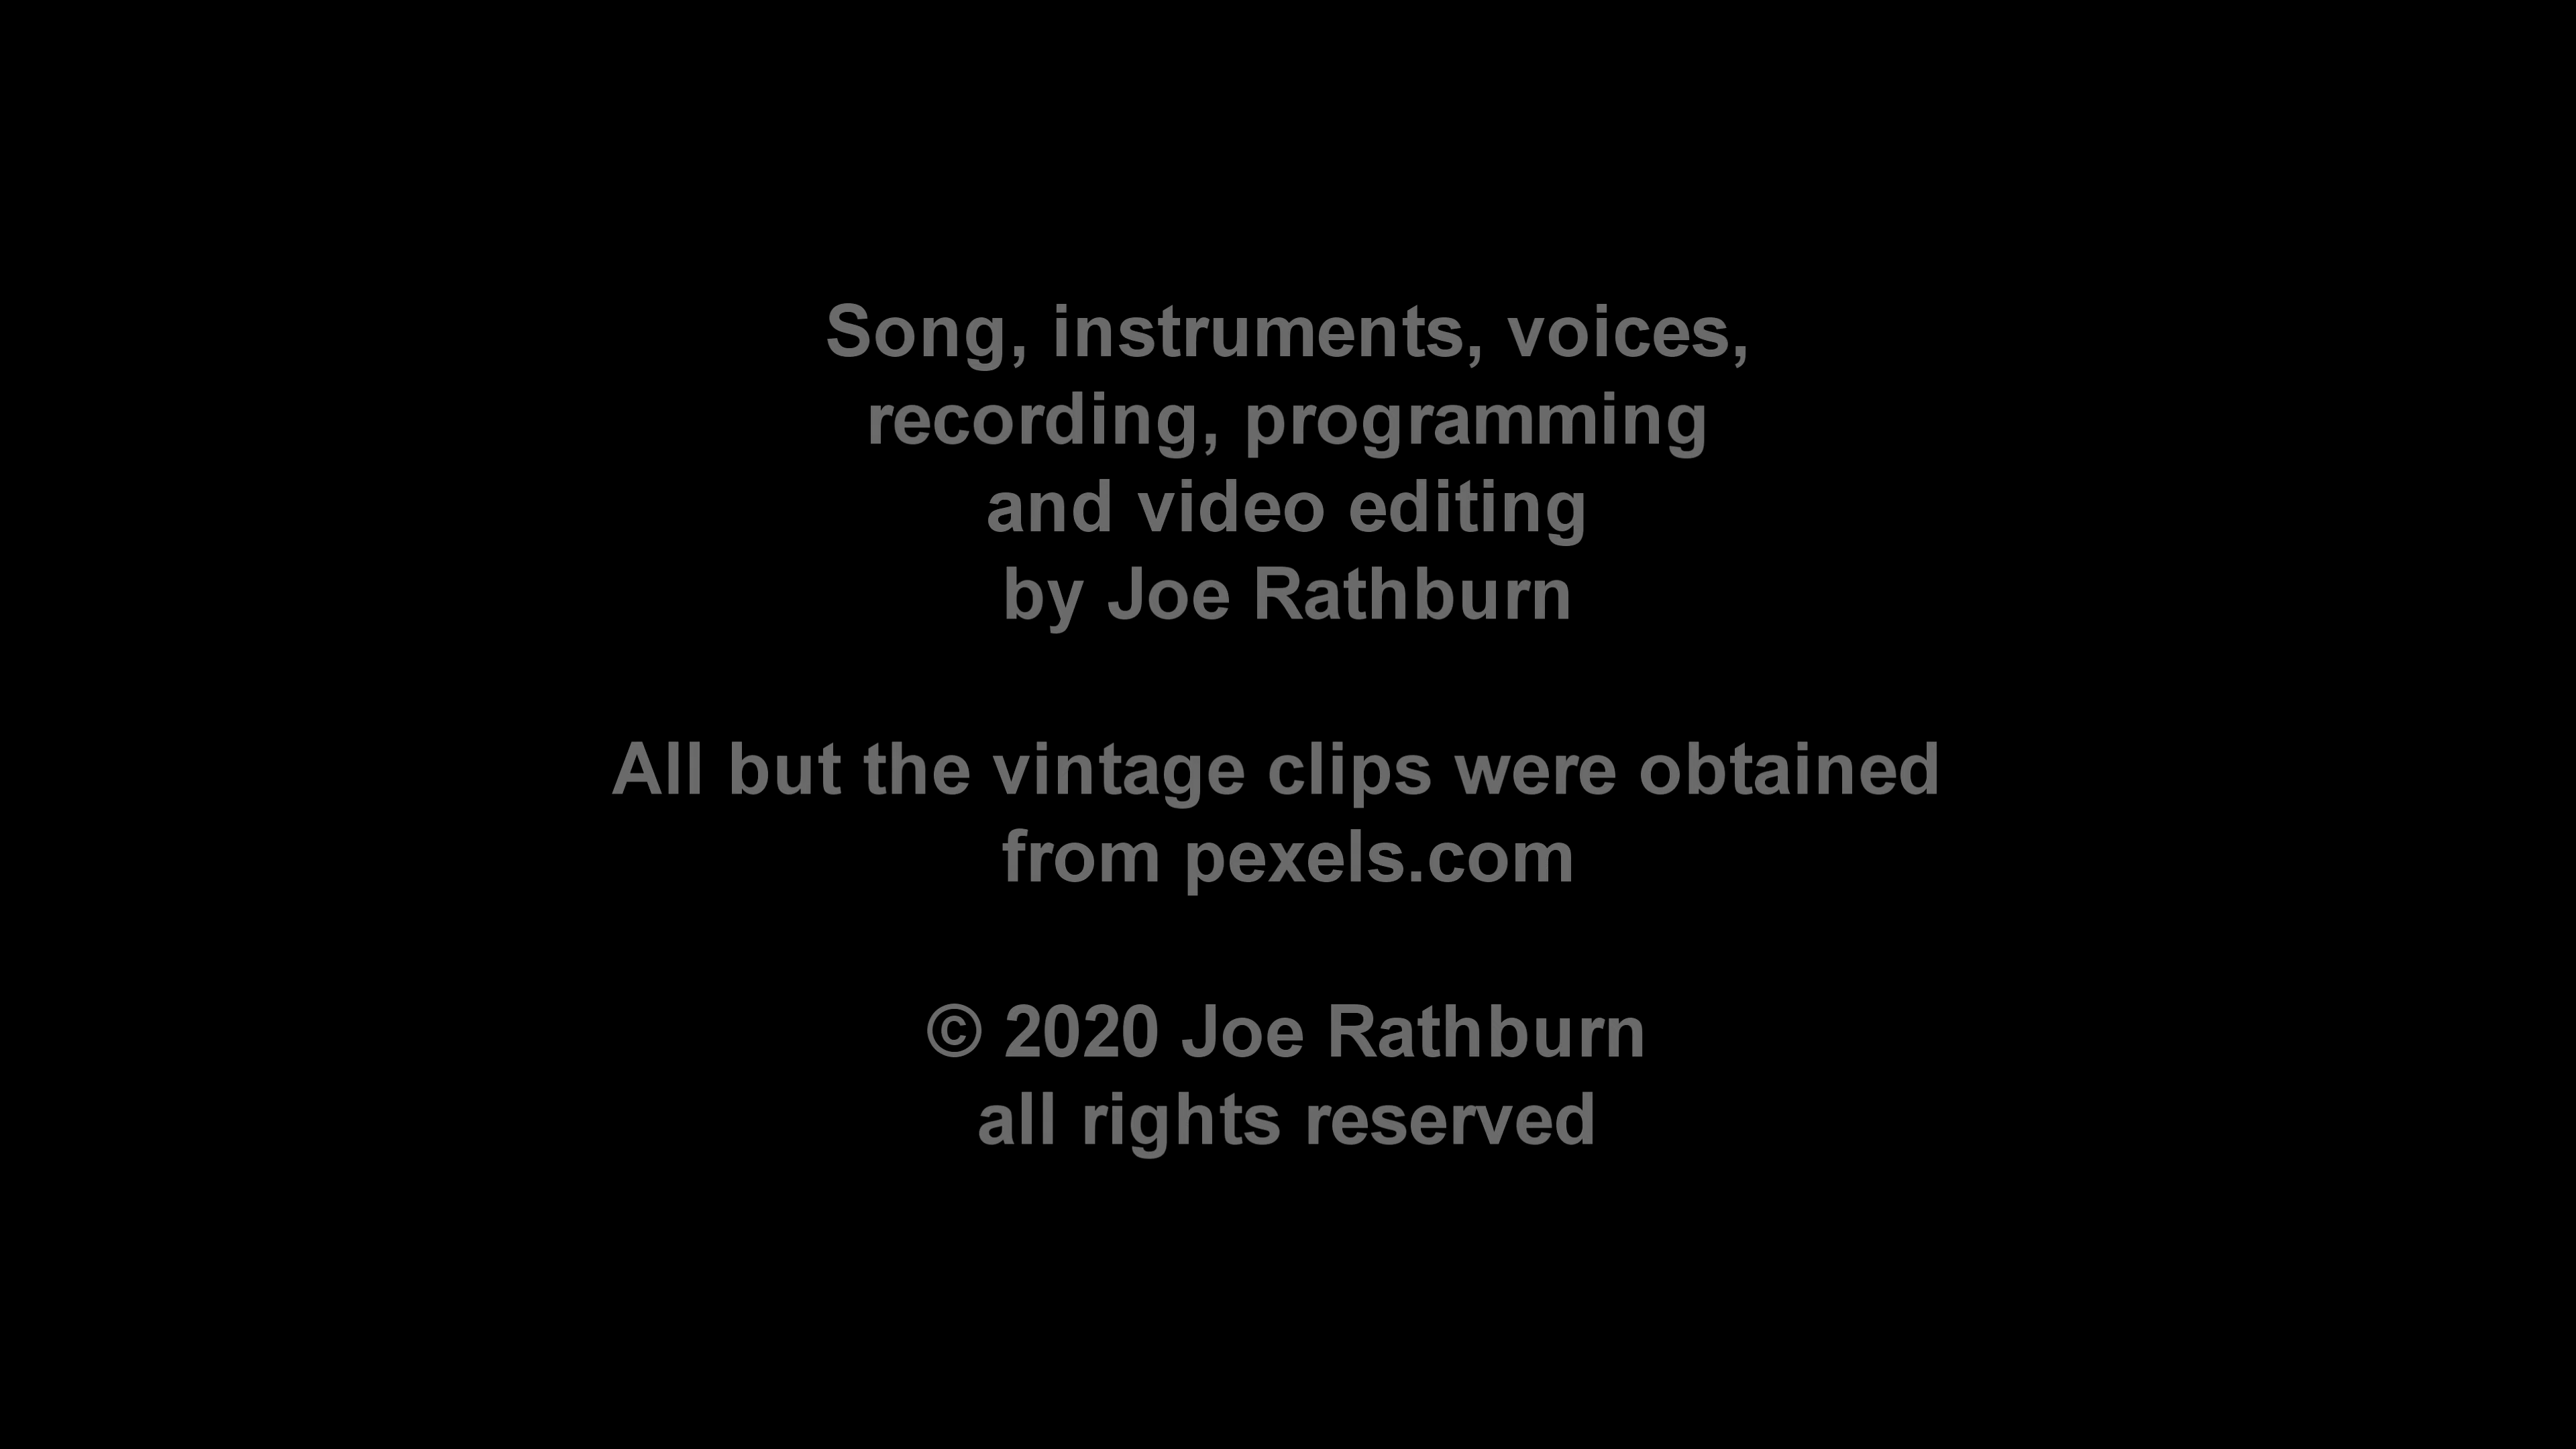 Song, instruments, voices,
recording, programming
and video editing
by Joe Rathburn
All but the vintage clips were obtained
from pexels.com
© 2020 Joe Rathburn
all rights reserved